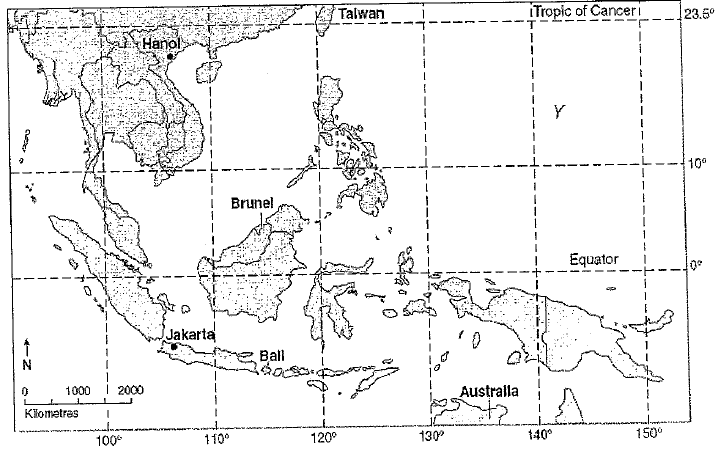 Taiwan
Tropic of Cancer
23.5°
Hanoi
Y
10°
Brunei
Equator
0°
Jakarta
Bali
N
0 1000 2000
Kilometres
Australia
100° 110° 120° 130° 140° 150°